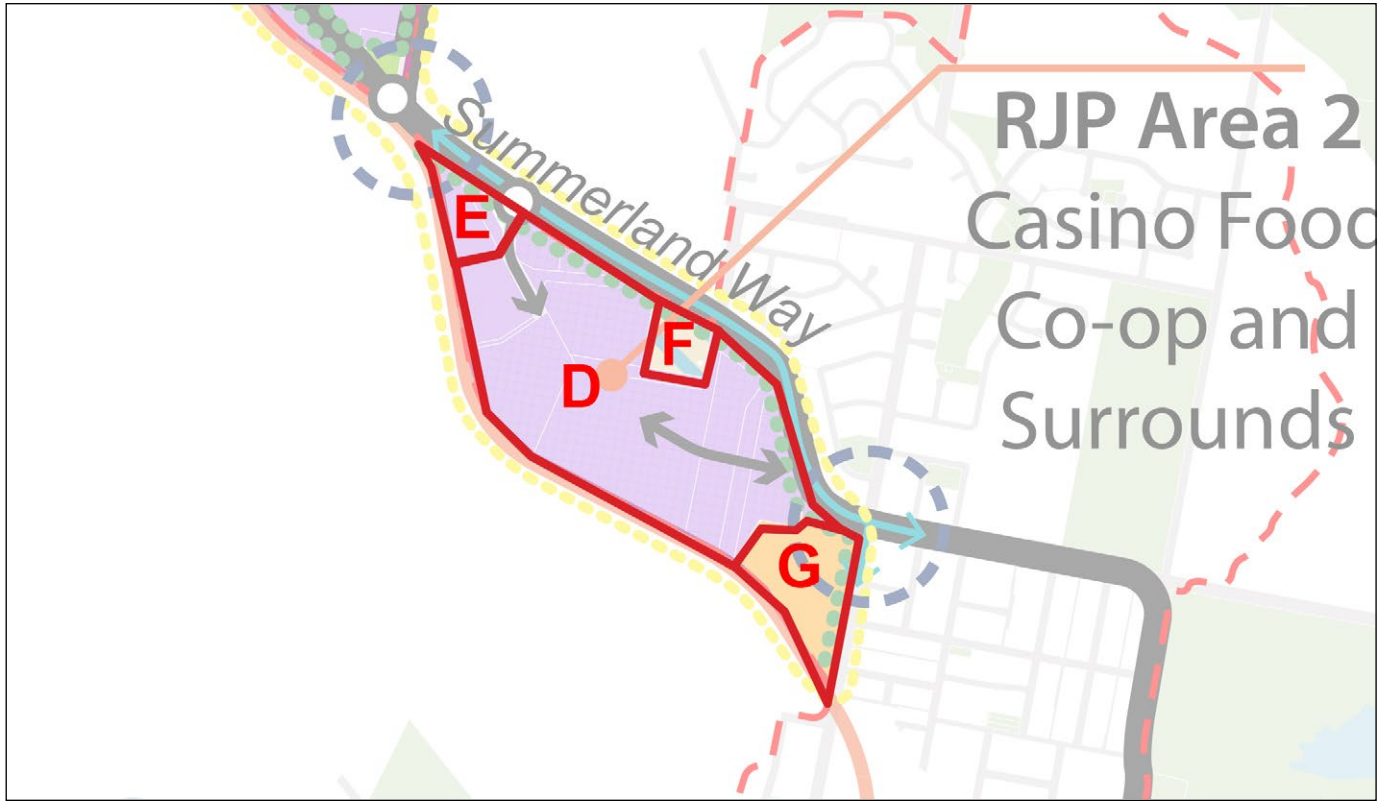 Summerland Way
RJP Area 2
Casino Food
Co-op and
Surrounds
E
F
D
G